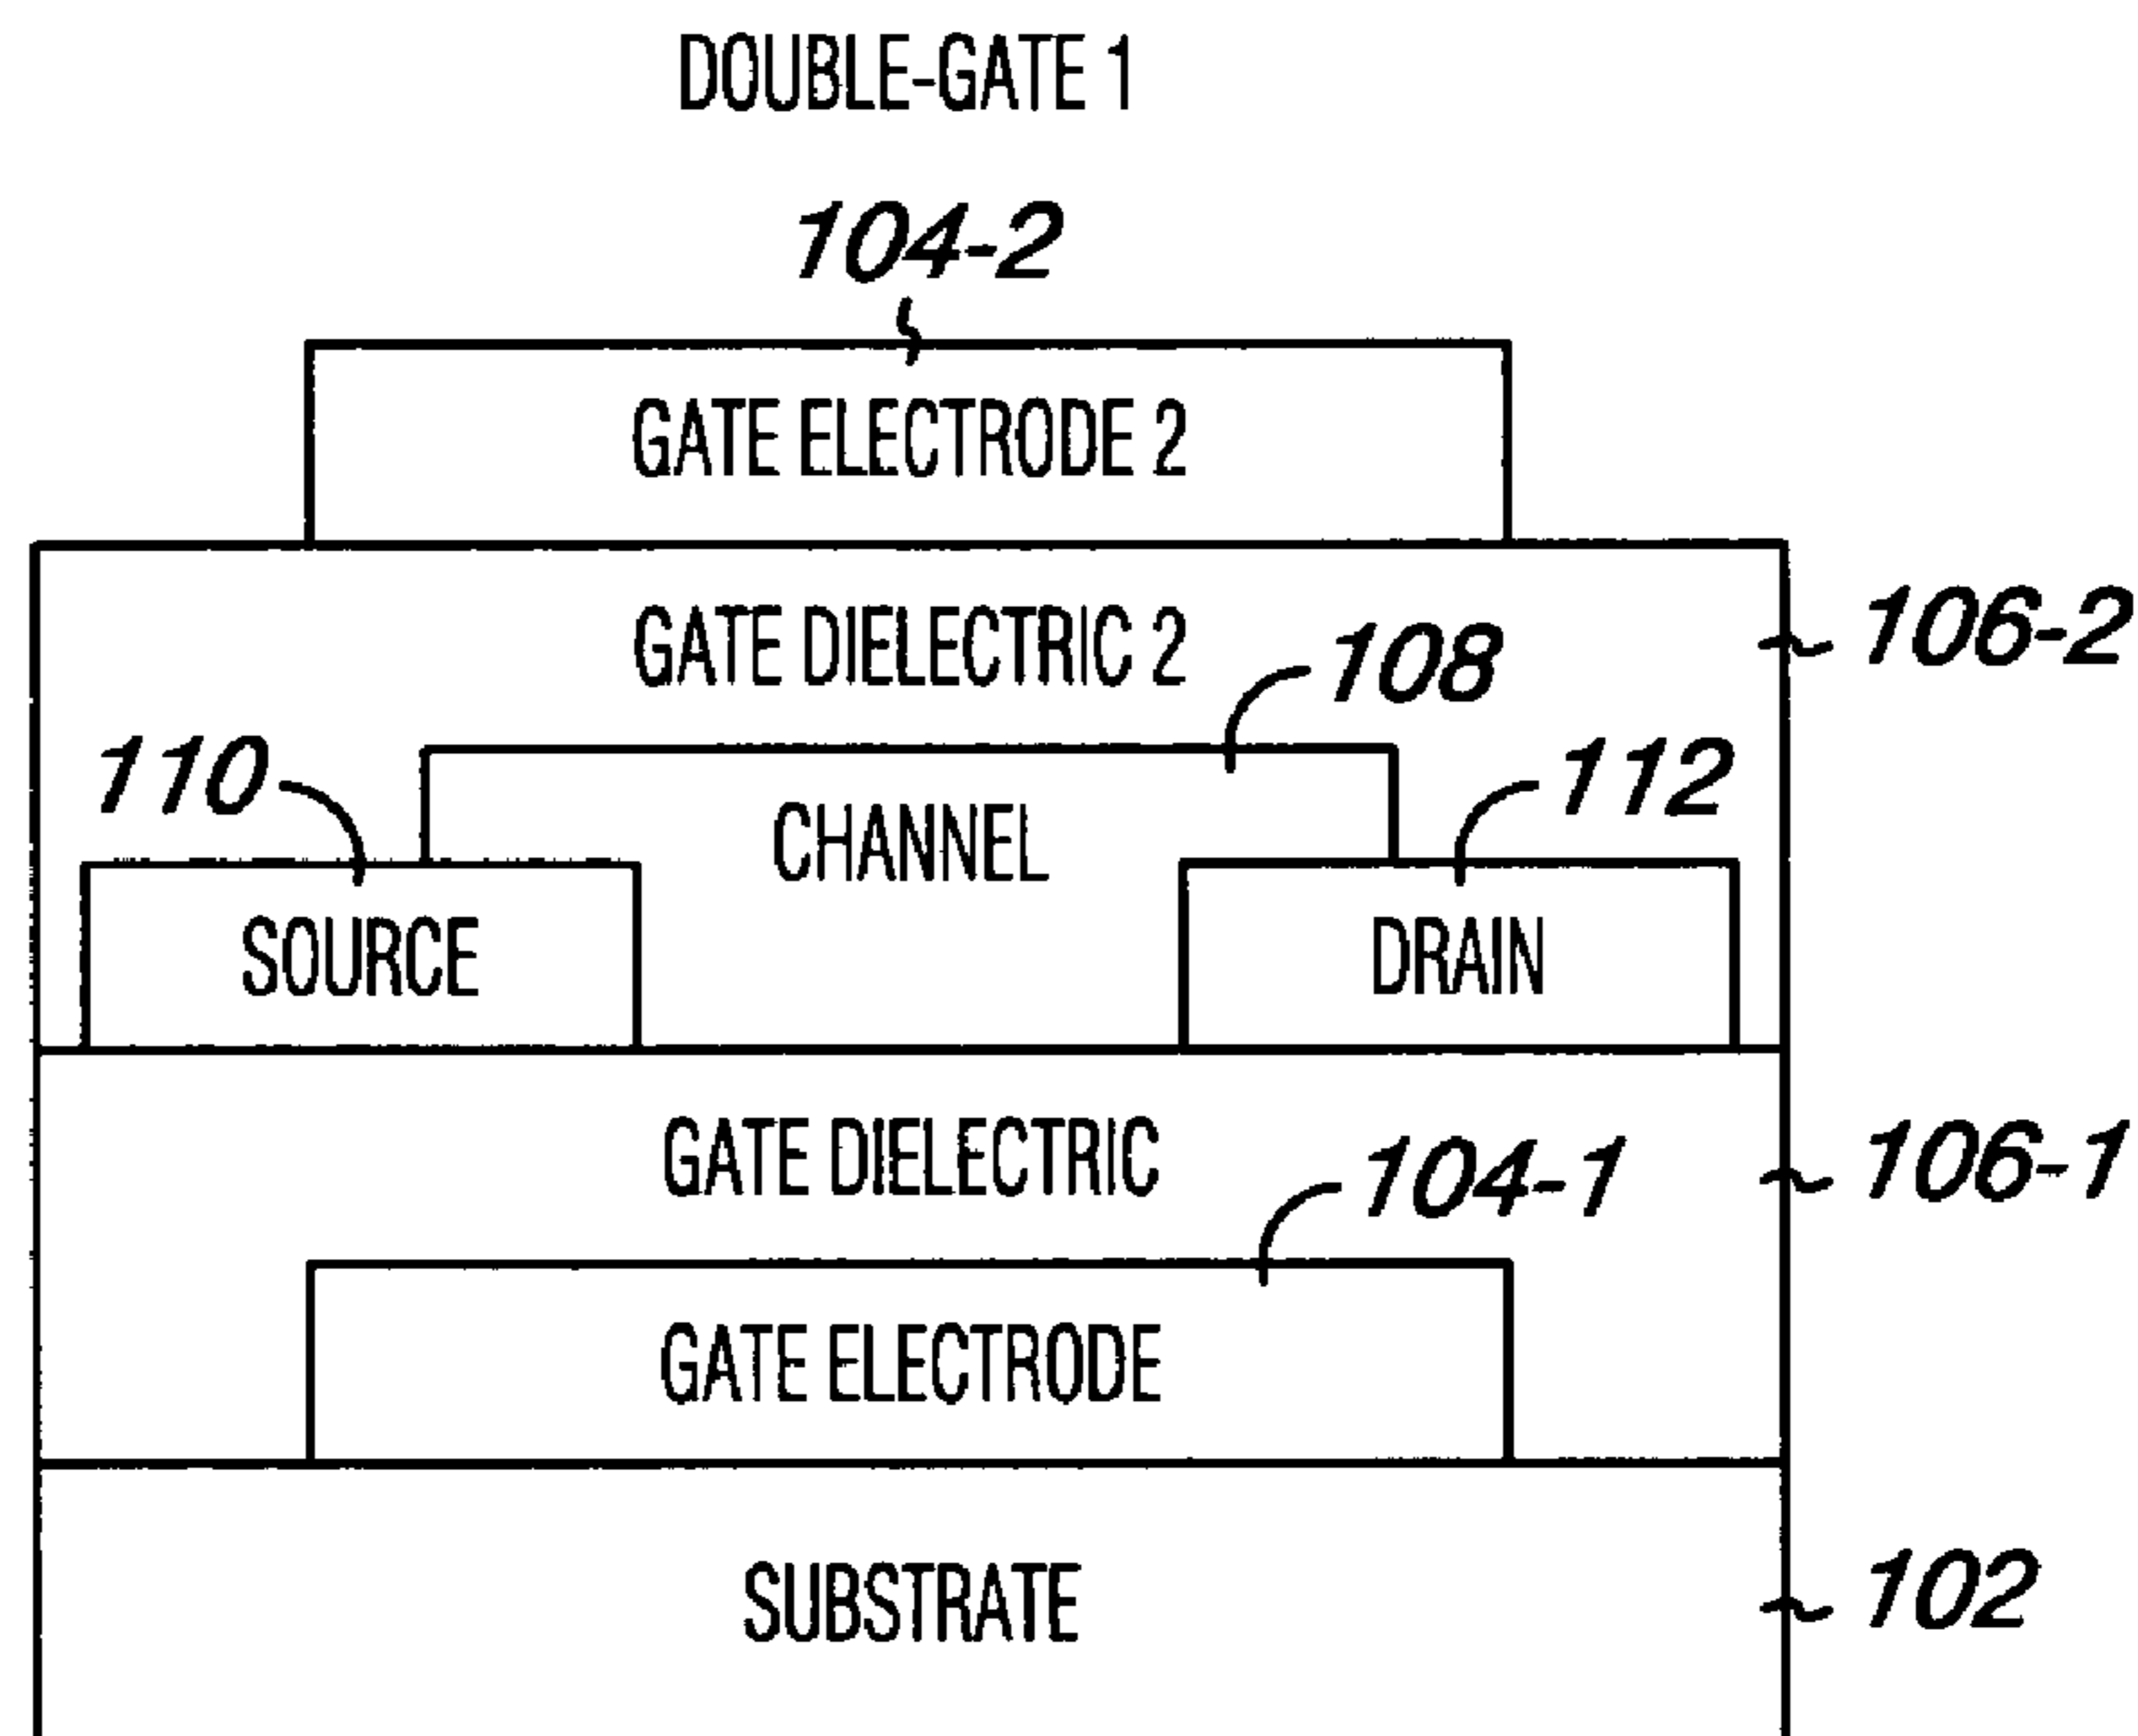 DOUBLE-GATE 1
104-2
GATE ELECTRODE 2
106-2
GATE DIELECTRIC 2
108
110
112
CHANNEL
SOURCE
DRAIN
GATE DIELECTRIC
106-1
104-1
GATE ELECTRODE
SUBSTRATE
102